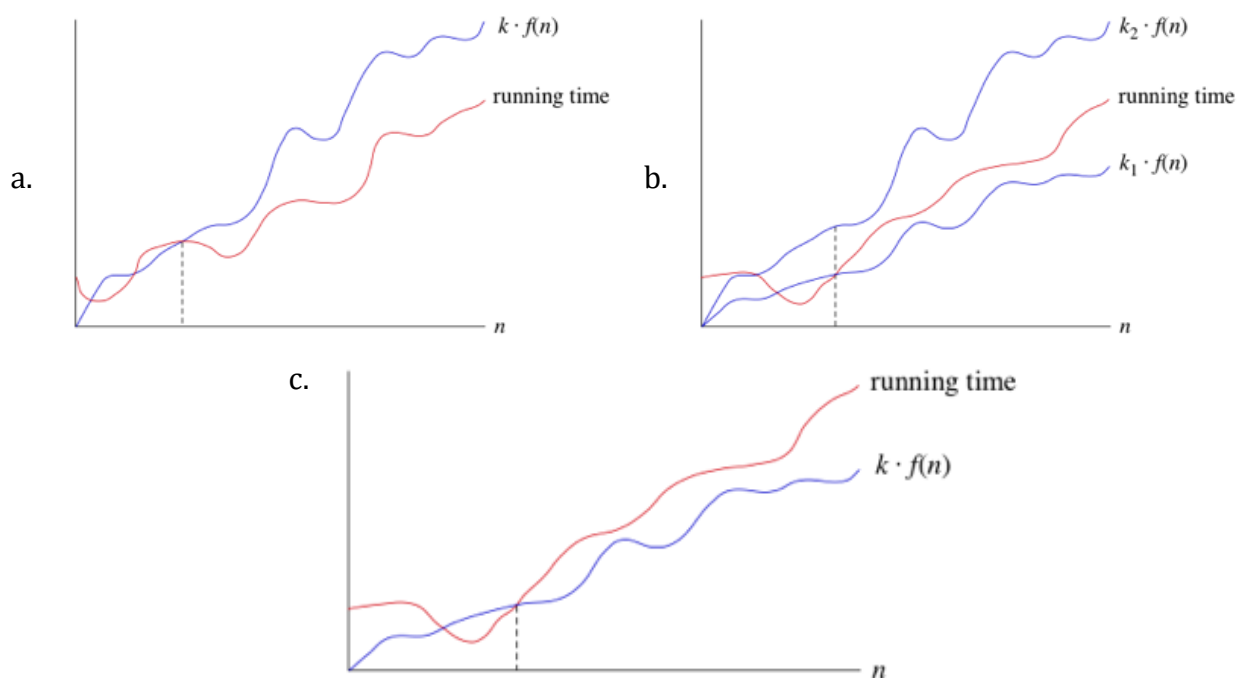 k · f(n)
running time
a.
n
k₂ · f(n)
running time
k₁ · f(n)
b.
n
c.
running time
k · f(n)
n